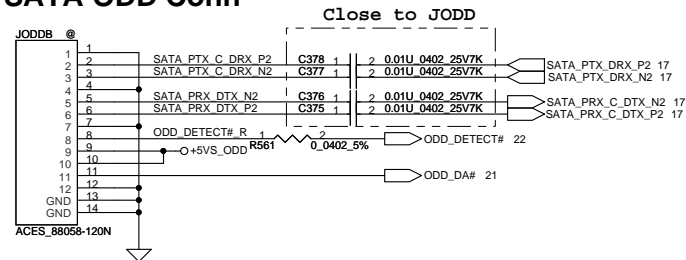 SATA ODD Conn
Close to JODD
JODDB @
1 1
2 2 SATA_PTX_C_DRX_P2 C378 1 2 0.01U_0402_25V7K SATA_PTX_DRX_P2 17
3 3 SATA_PTX_C_DRX_N2 C377 1 2 0.01U_0402_25V7K SATA_PTX_DRX_N2 17
4 4
5 5 SATA_PRX_DTX_N2 C376 1 2 0.01U_0402_25V7K SATA_PRX_C_DTX_N2 17
6 6 SATA_PRX_DTX_P2 C375 1 2 0.01U_0402_25V7K SATA_PRX_C_DTX_P2 17
7 7
8 8 ODD_DETECT#_R 1 2 ODD_DETECT# 22
R561 0_0402_5%
9 9 +5VS_ODD
10 10
11 11 ODD_DA# 21
12 12
GND 13
GND 14
ACES_88058-120N